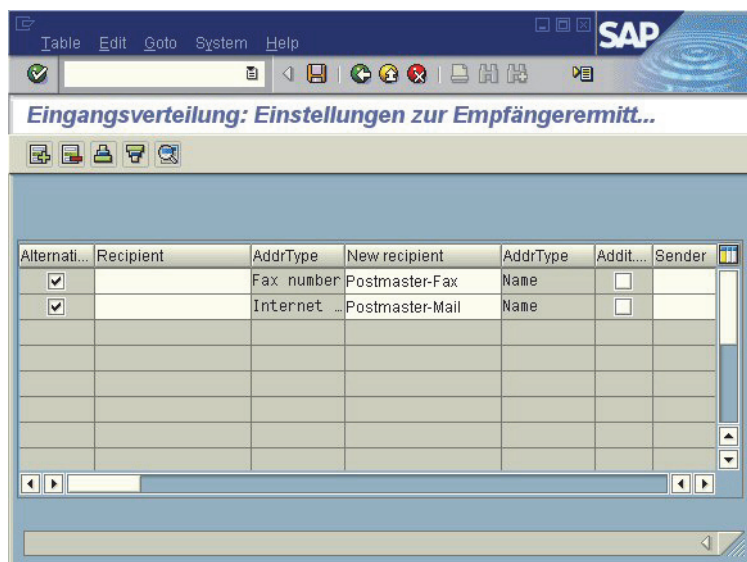 SAP
Table Edit Goto System Help
Eingangsverteilung: Einstellungen zur Empfängerermitt...
Alternati... Recipient AddrType New recipient AddrType Addit.... Sender
Fax number Postmaster-Fax Name
Internet … Postmaster-Mail Name